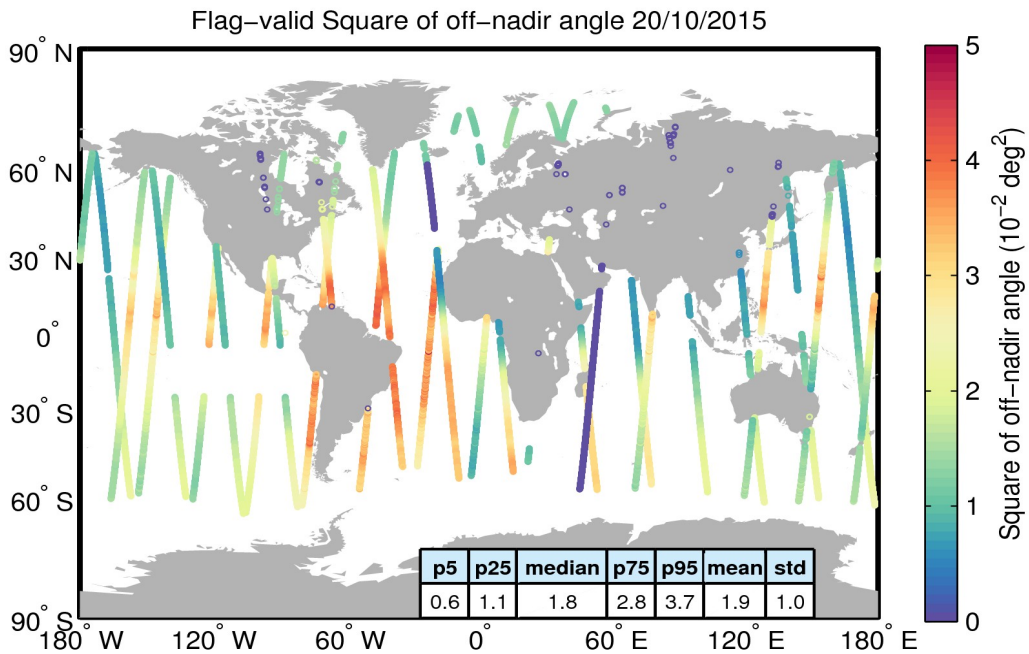 Flag−valid Square of off−nadir angle 20/10/2015
90° N
60° N
30° N
0°
30° S
60° S
90° S
180° W
120° W
60° W
0°
60° E
120° E
180° E
p5 p25 median p75 p95 mean std
0.6 1.1 1.8 2.8 3.7 1.9 1.0
5
4
3
2
1
0
Square of off−nadir angle (10⁻² deg²)